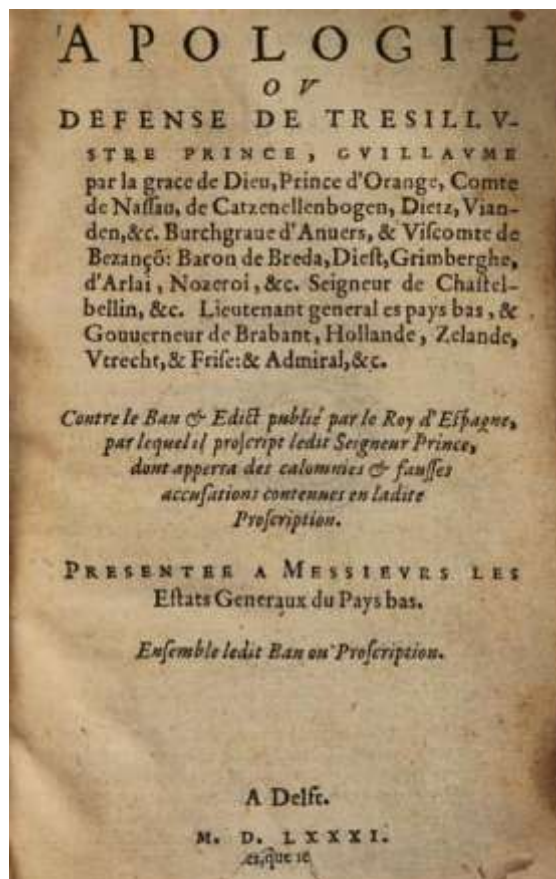 APOLOGIE
OV
DEFENSE DE TRESILLV-
STRE PRINCE, GVILLAVME
par la grace de Dieu, Prince d'Orange, Comte
de Naſſau, de Catzenellenbogen, Dietz, Vian-
den, &c. Burchgraue d'Anuers, & Viſcomte de
Bezançõ: Baron de Breda, Dieſt, Grimberghe,
d'Arlai, Nozeroi, &c. Seigneur de Chaſtel-
bellin, &c. Lieutenant general es pays bas, &
Gouuerneur de Brabant, Hollande, Zelande,
Vtrecht, & Friſe: & Admiral, &c.
Contre le Ban & Edict publié par le Roy d'Eſpagne,
par lequel il proſcript ledit Seigneur Prince,
dont apperra des calomnies & fauſſes
accuſations contenues en ladite
Proſcription.
PRESENTEE A MESSIEVRS LES
Eſtats Generaux du Pays bas.
Enſemble ledit Ban ou Proſcription.
A Delft.
M. D. LXXXI.